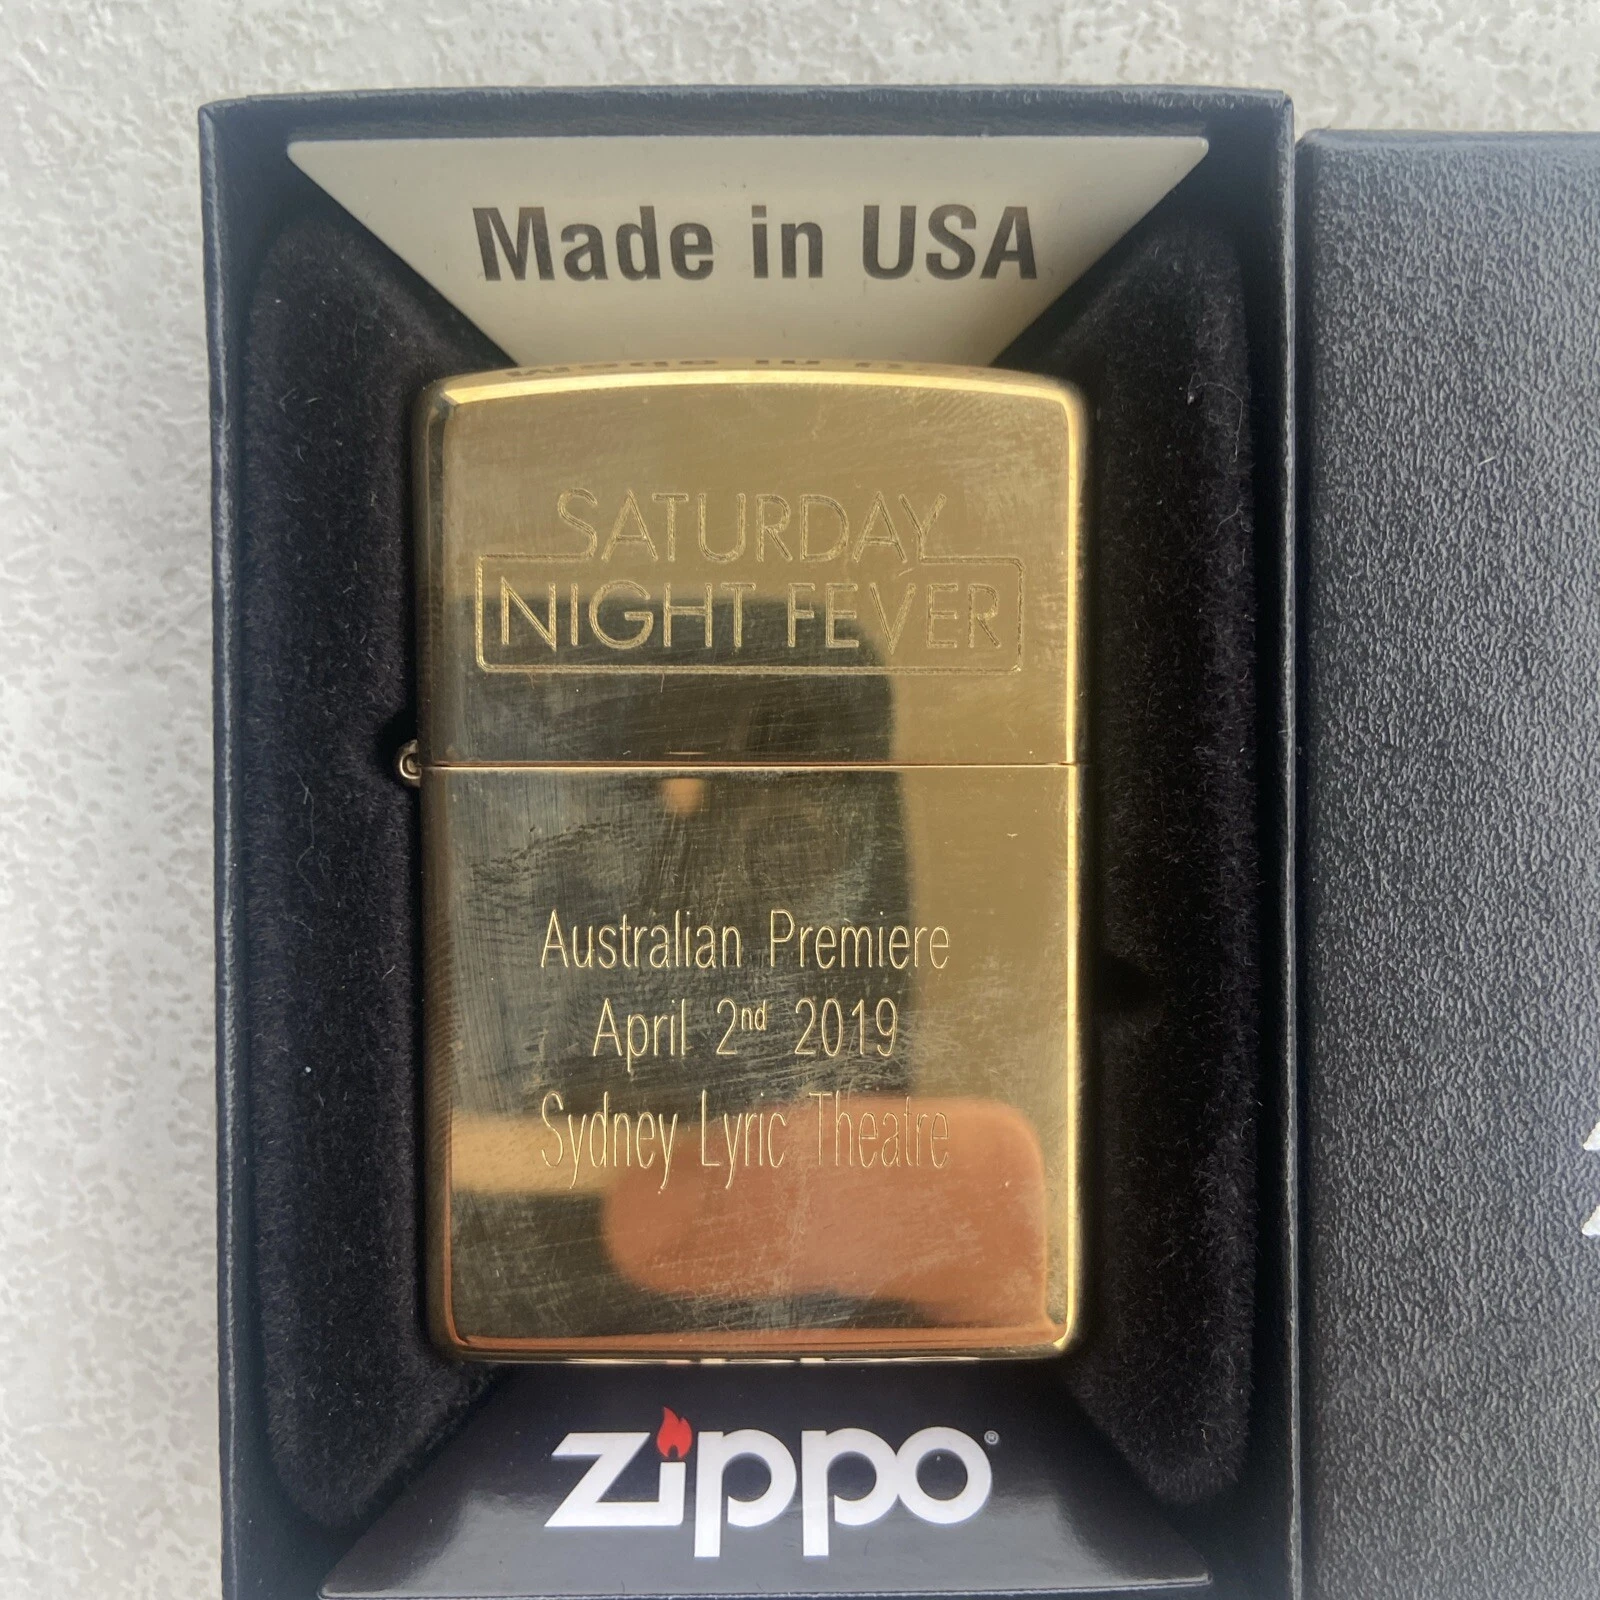 Made in USA
SATURDAY
NIGHT FEVER
Australian Premiere
April 2nd 2019
Sydney Lyric Theatre
zippo®